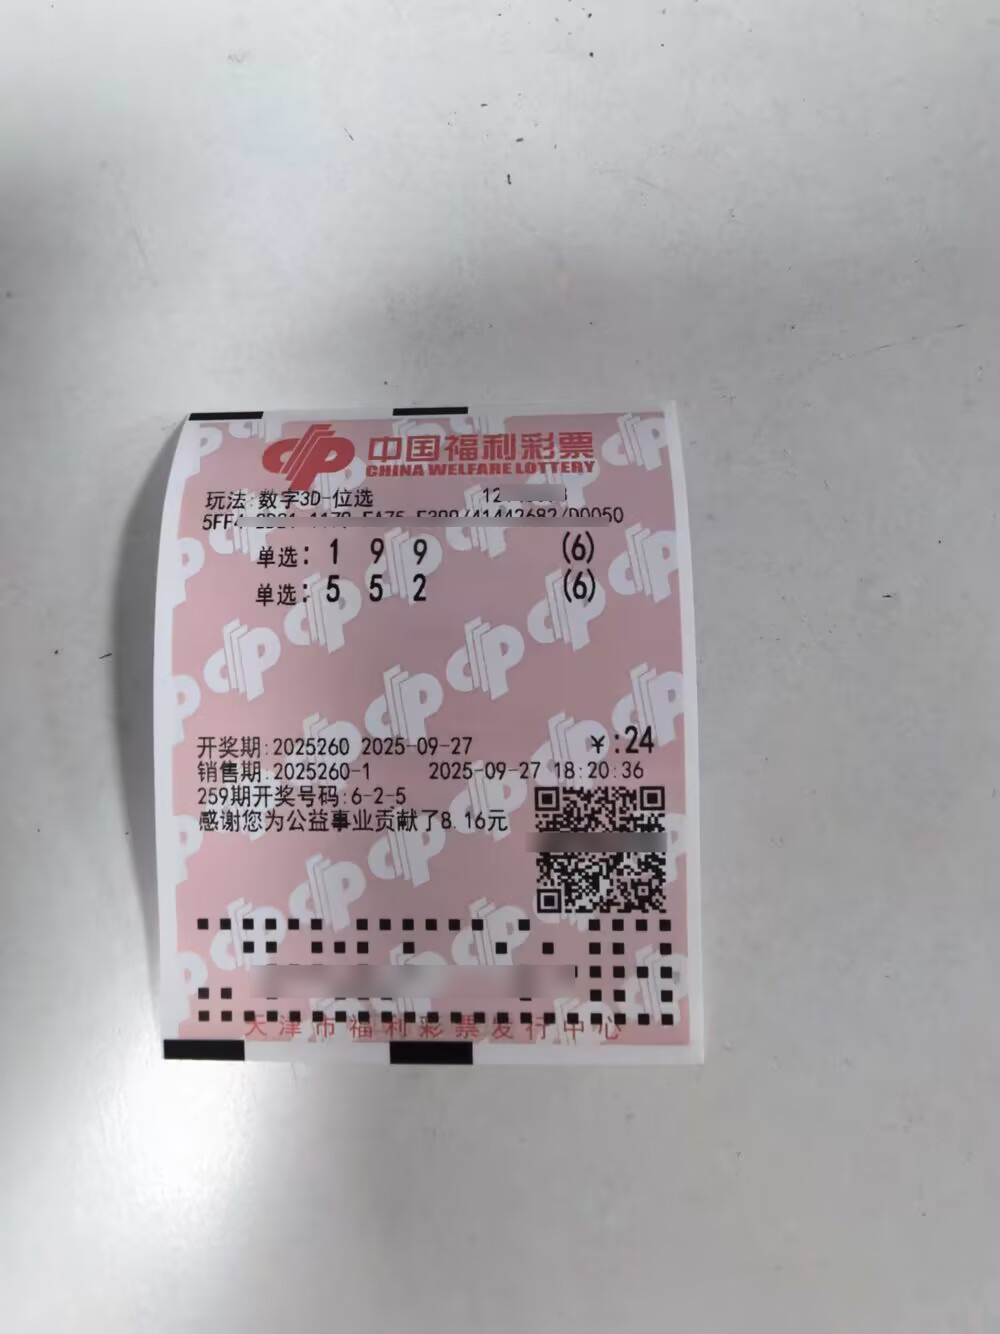 中国福利彩票
CHINA WELFARE LOTTERY
玩法:数字3D-位选
单选: 1 9 9 (6)
单选: 5 5 2 (6)
开奖期:2025260 2025-09-27 ¥:24
销售期:2025260-1 2025-09-27 18:20:36
259期开奖号码:6-2-5
感谢您为公益事业贡献了8.16元
天津市福利彩票发行中心